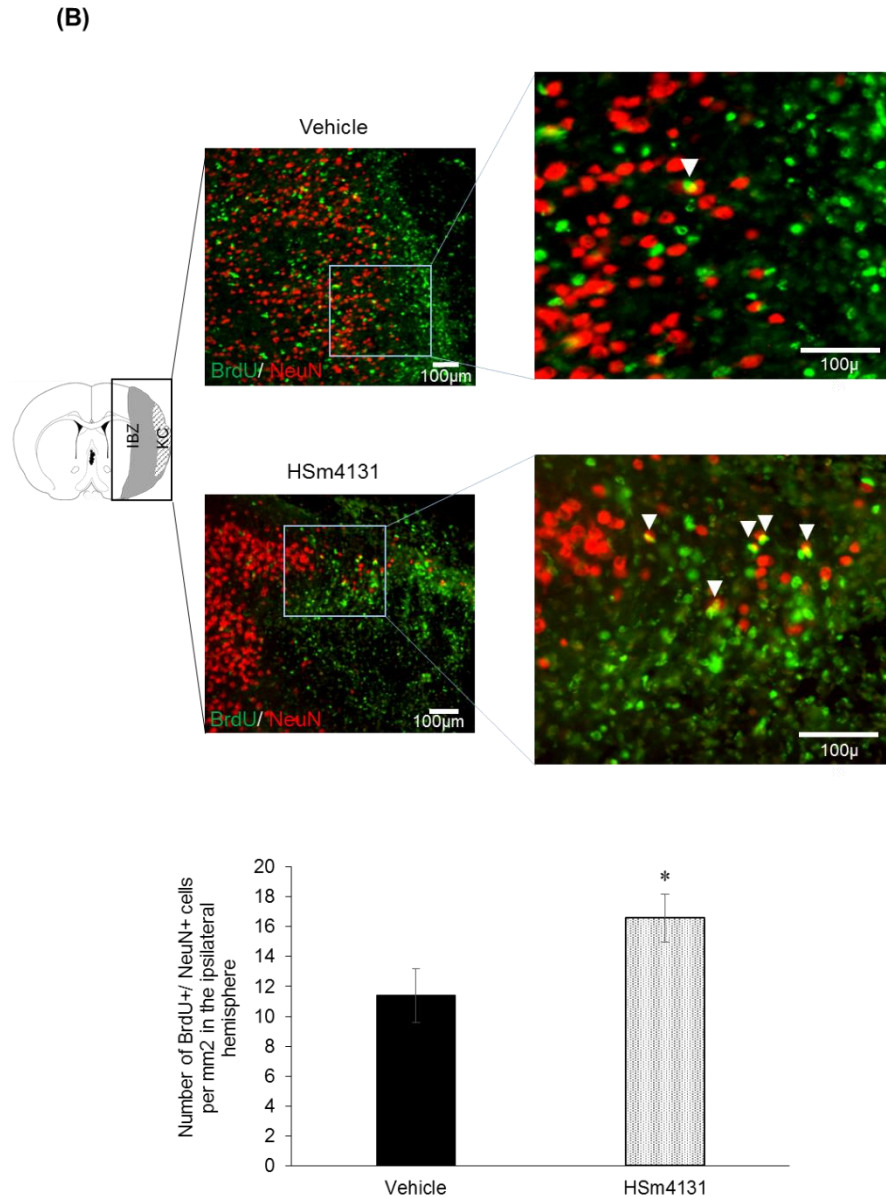 (B)
Vehicle
BrdU/ NeuN
100µm
100µ
IBZ
KC
HSm4131
BrdU/ NeuN
100µm
100µ
Number of BrdU+/ NeuN+ cells
per mm2 in the ipsilateral
hemisphere
20
18
16
14
12
10
8
6
4
2
0
*
Vehicle
HSm4131